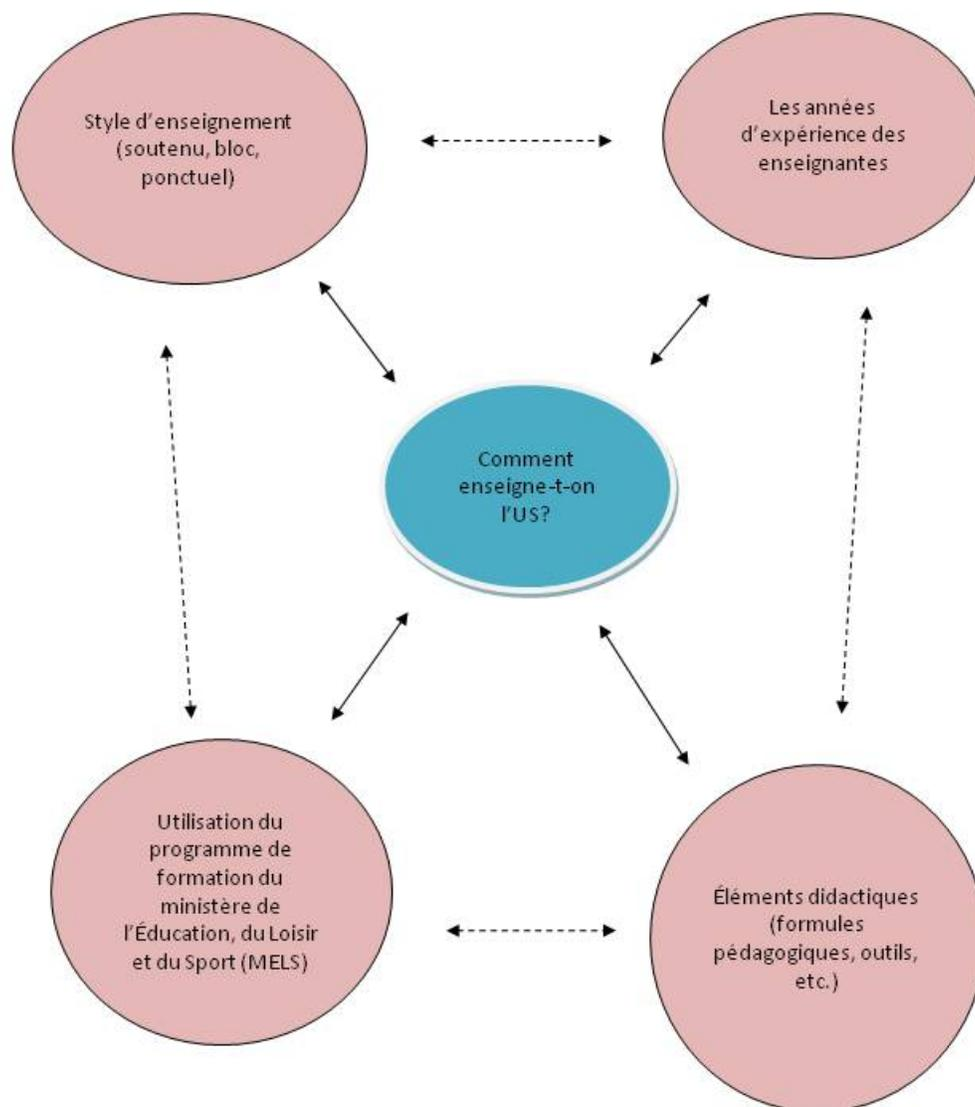 Style d'enseignement
(soutenu, bloc,
ponctuel)
Les années
d'expérience des
enseignantes
Comment
enseigne-t-on
l'US?
Utilisation du
programme de
formation du
ministère de
l'Éducation, du Loisir
et du Sport (MELS)
Éléments didactiques
(formules
pédagogiques, outils,
etc.)